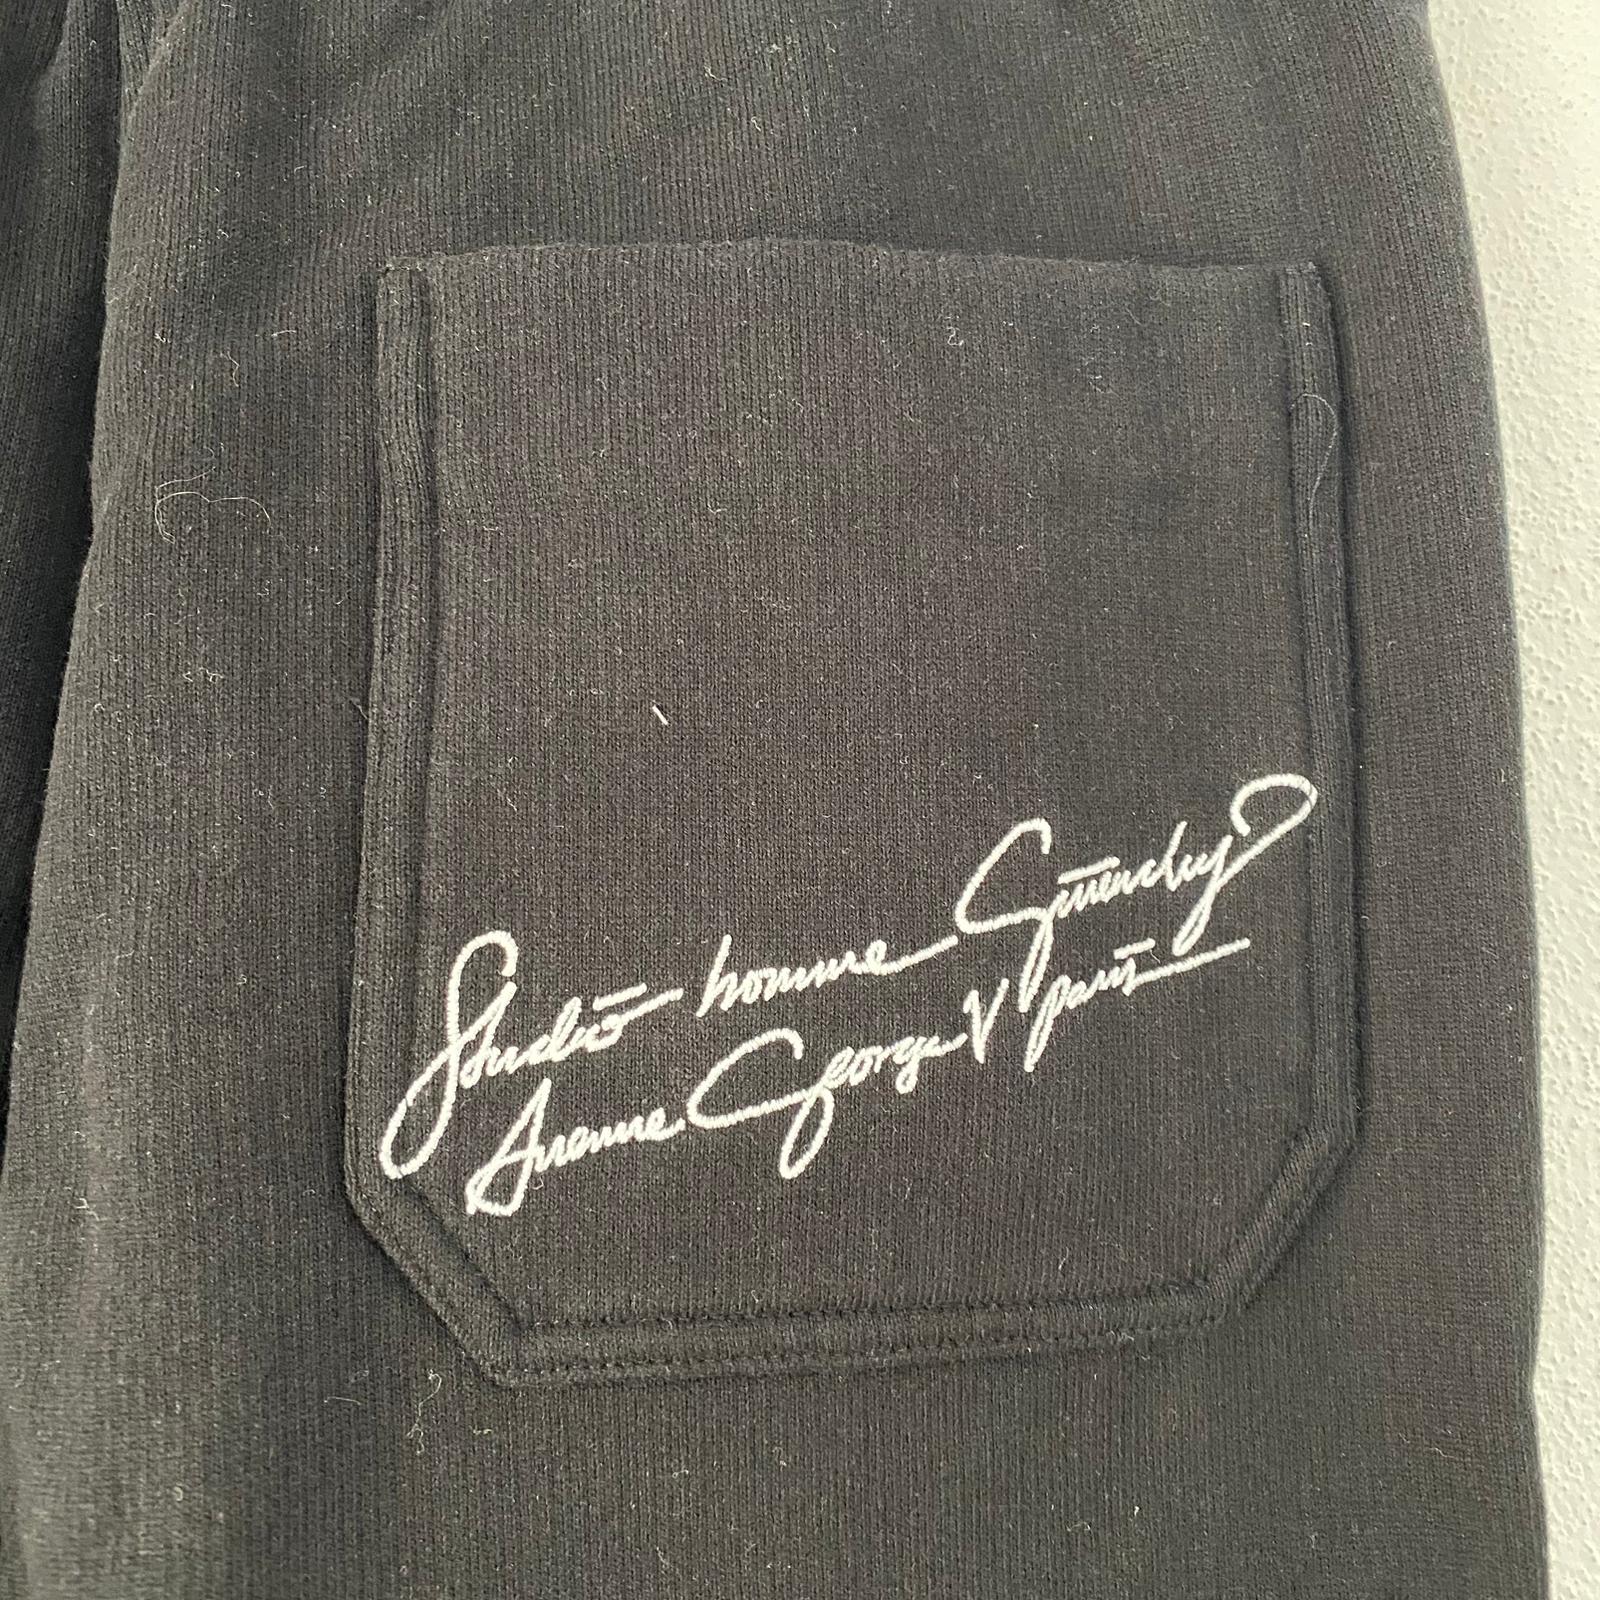 Studio homme Givenchy
Avenue George V paris